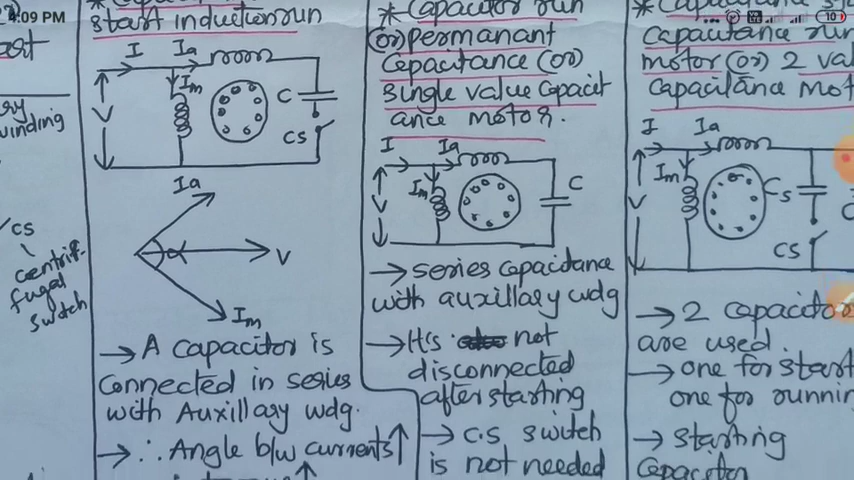 4:09 PM
10
start induction run
I
Ia
Im
V
C
CS
Ia
α
V
Im
→ A capacitor is
connected in series
with Auxillary wdg.
→ ∴ Angle b/w currents↑
winding
CS
centrif-
fugal
switch
* Capacitor run
(or) permanant
Capacitance (or)
single value capacit
ance motor.
I
Ia
Im
V
C
→ series capacitance
with auxillary wdg
→ It's not
disconnected
after starting
→ C.S switch
is not needed
capacitance run
motor (or) 2 val
capacitance mot
I
Ia
Im
V
Cs
CS
→ 2 capacitor
are used.
→ one for start
one for runnin
→ starting
capacitor